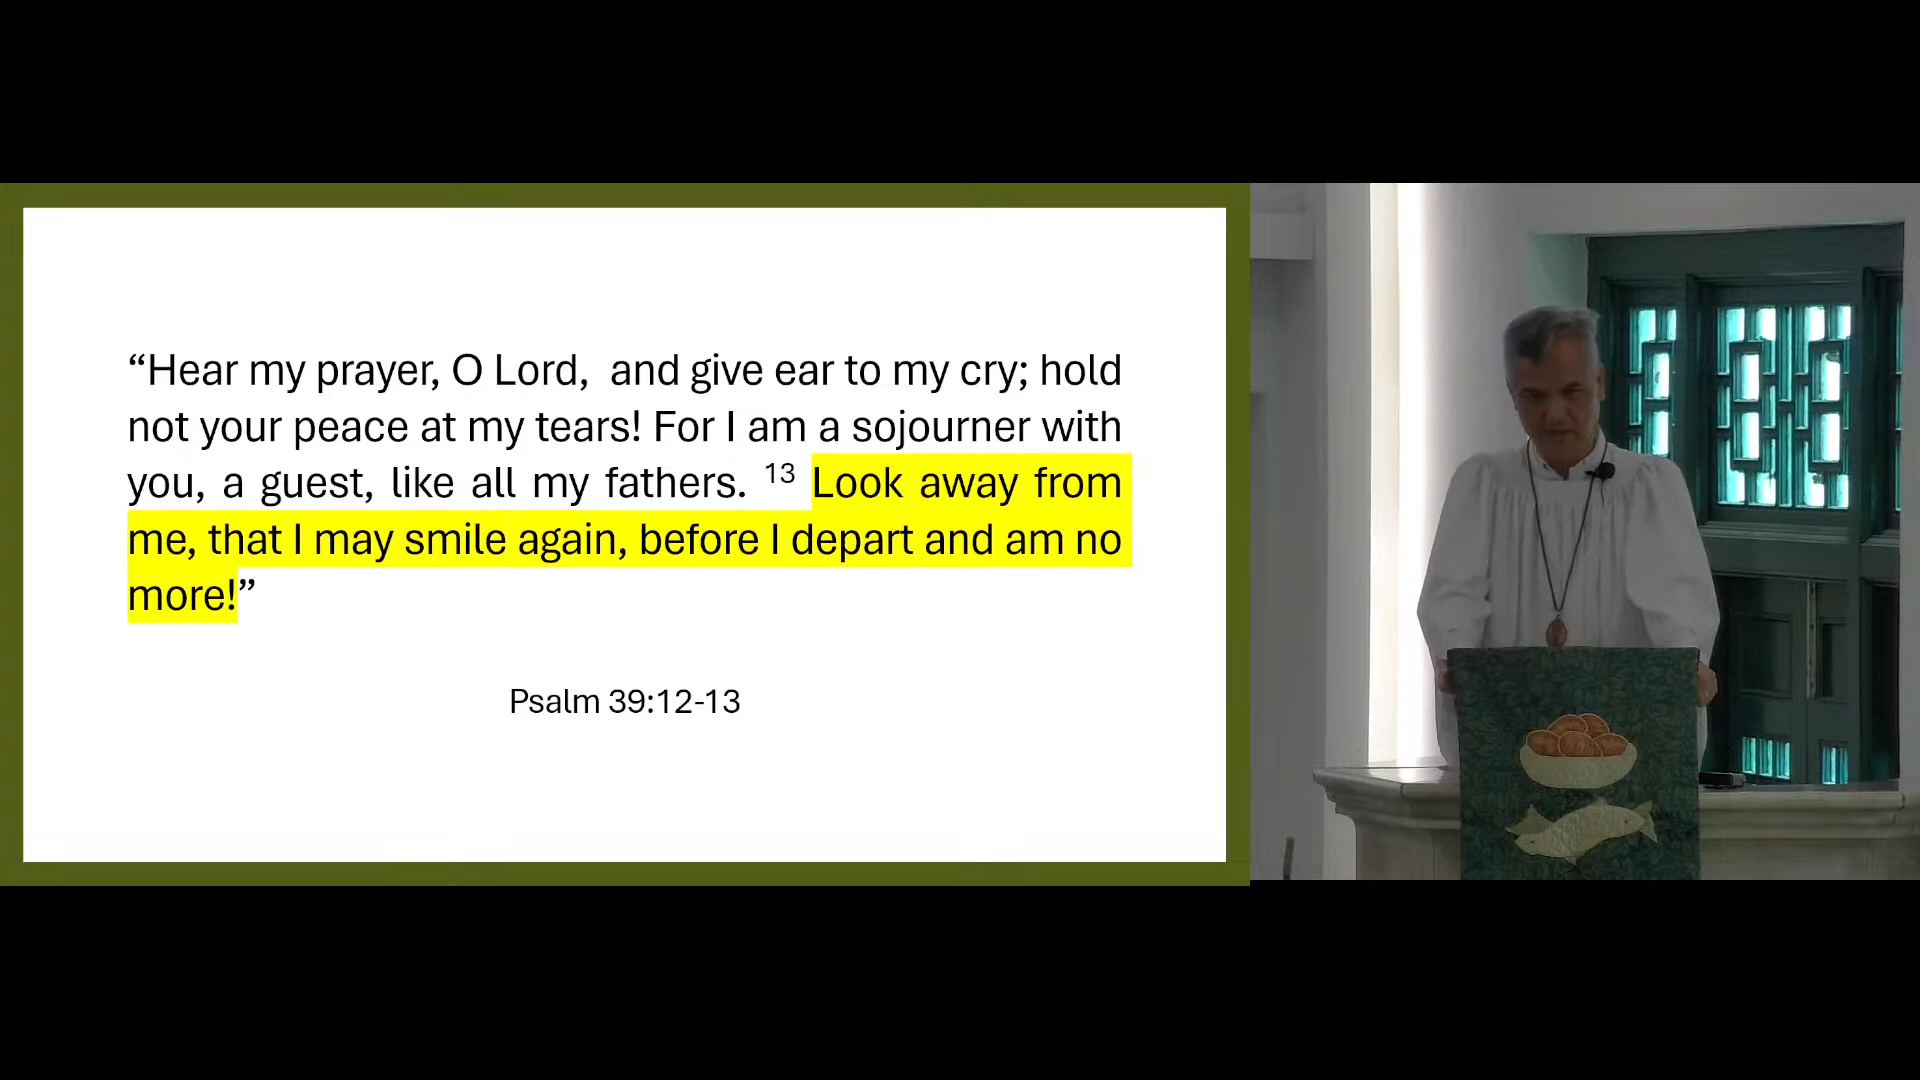 “Hear my prayer, O Lord,  and give ear to my cry; hold
not your peace at my tears! For I am a sojourner with
you, a guest, like all my fathers. 13 Look away from
me, that I may smile again, before I depart and am no
more!”
Psalm 39:12-13